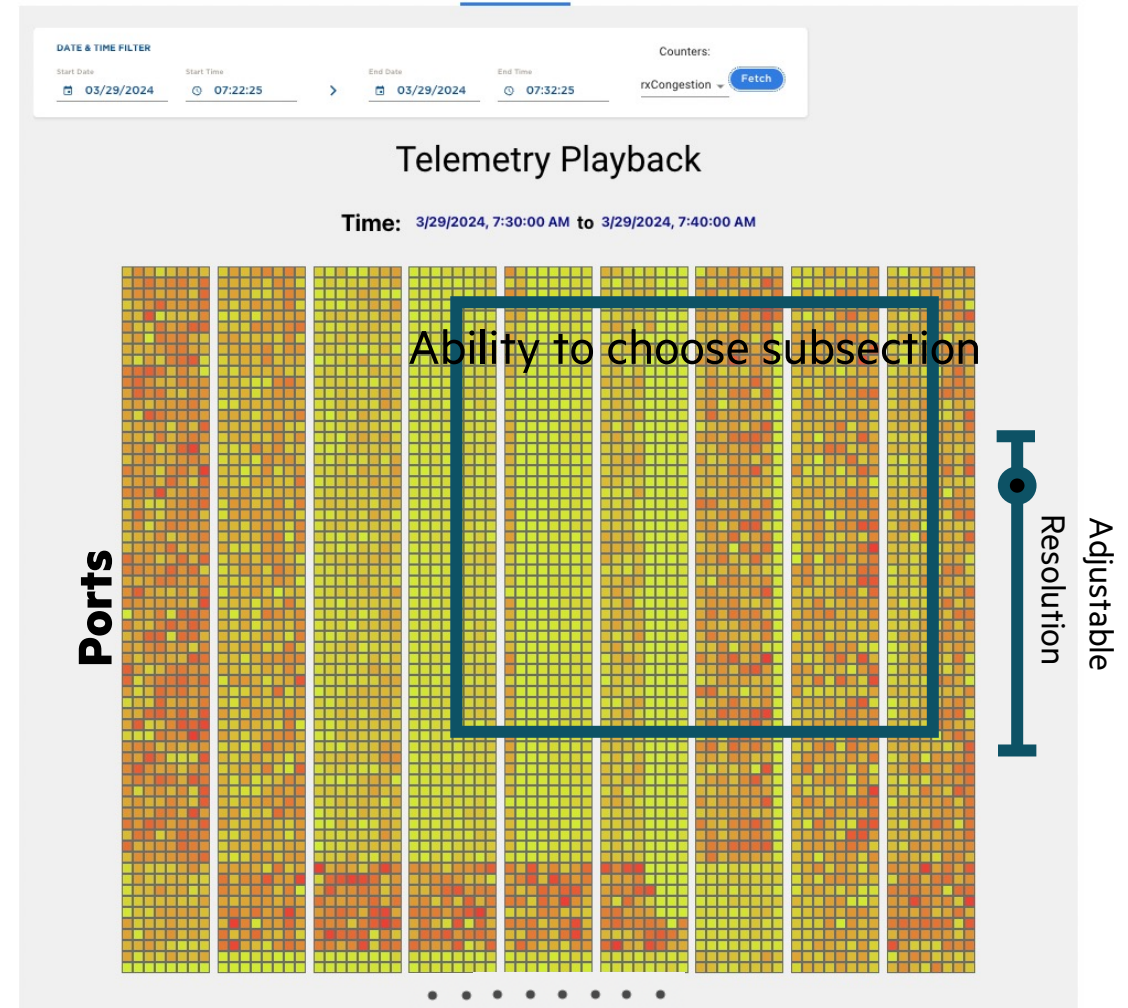 DATE & TIME FILTER
Counters:
Start Date
Start Time
End Date
End Time
03/29/2024
07:22:25
03/29/2024
07:32:25
rxCongestion
Fetch
Telemetry Playback
Time: 3/29/2024, 7:30:00 AM to 3/29/2024, 7:40:00 AM
Ability to choose subsection
Ports
Adjustable
Resolution